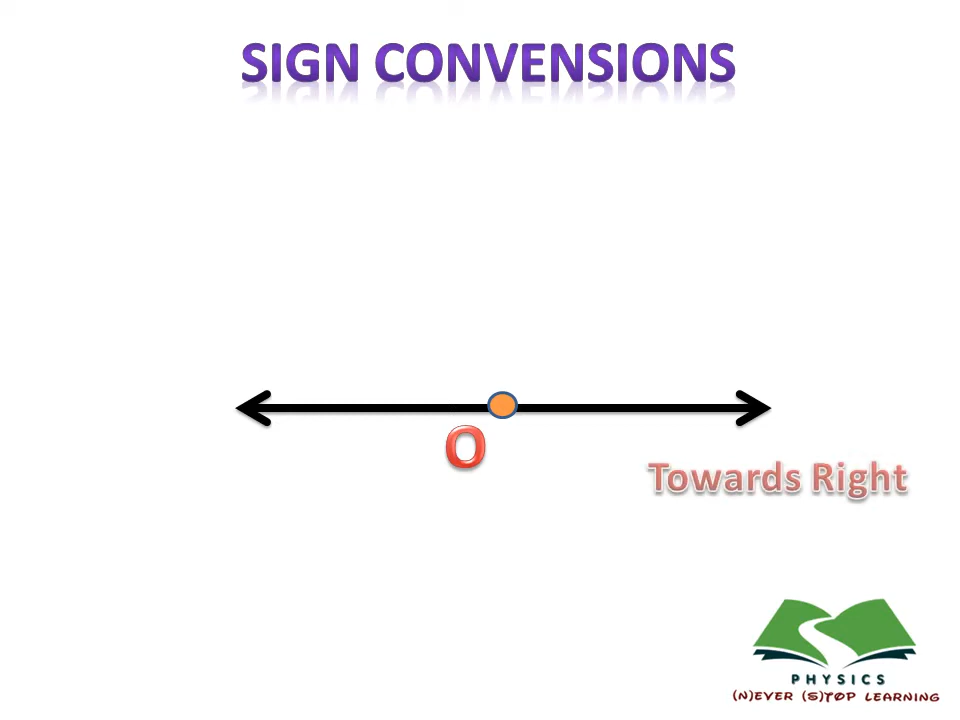 SIGN CONVENSIONS
O
Towards Right
PHYSICS
(N)EVER (S)TOP LEARNING